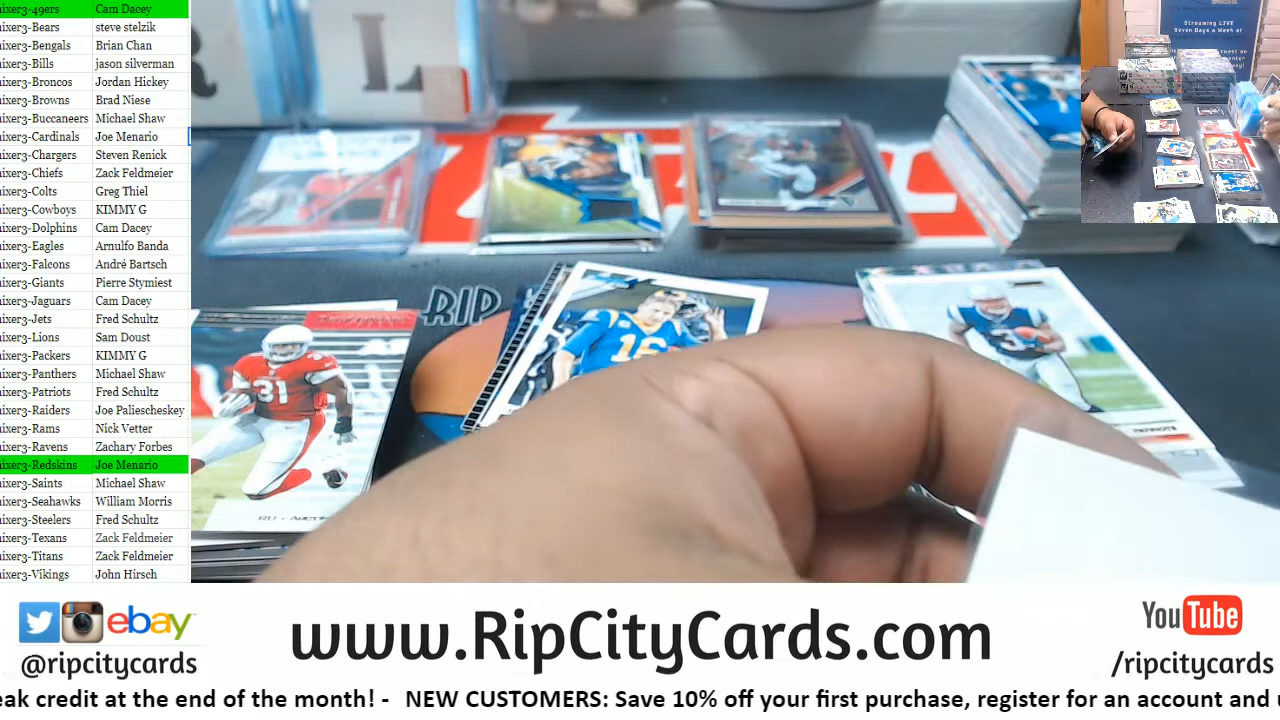 ixer3-49ers Cam Dacey
ixer3-Bears steve stelzik
ixer3-Bengals Brian Chan
ixer3-Bills jason silverman
ixer3-Broncos Jordan Hickey
ixer3-Browns Brad Niese
ixer3-Buccaneers Michael Shaw
ixer3-Cardinals Joe Menario
ixer3-Chargers Steven Renick
ixer3-Chiefs Zack Feldmeier
ixer3-Colts Greg Thiel
ixer3-Cowboys KIMMY G
ixer3-Dolphins Cam Dacey
ixer3-Eagles Arnulfo Banda
ixer3-Falcons André Bartsch
ixer3-Giants Pierre Stymiest
ixer3-Jaguars Cam Dacey
ixer3-Jets Fred Schultz
ixer3-Lions Sam Doust
ixer3-Packers KIMMY G
ixer3-Panthers Michael Shaw
ixer3-Patriots Fred Schultz
ixer3-Raiders Joe Paliescheskey
ixer3-Rams Nick Vetter
ixer3-Ravens Zachary Forbes
ixer3-Redskins Joe Menario
ixer3-Saints Michael Shaw
ixer3-Seahawks William Morris
ixer3-Steelers Fred Schultz
ixer3-Texans Zack Feldmeier
ixer3-Titans Zack Feldmeier
ixer3-Vikings John Hirsch
Streaming LIVE
Seven Days a Week at
RIP
31
16
3
ebay
@ripcitycards
www.RipCityCards.com
YouTube
/ripcitycards
eak credit at the end of the month! - NEW CUSTOMERS: Save 10% off your first purchase, register for an account and